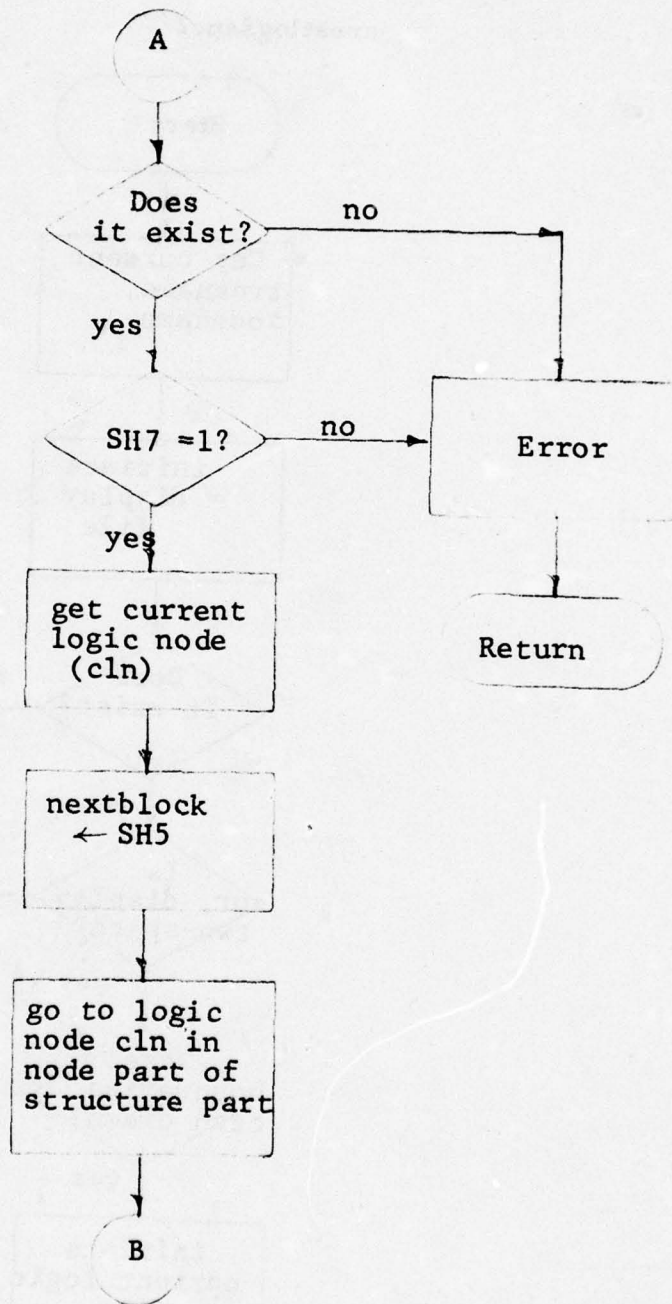 A
Does
it exist?
no
yes
SH7 =1?
no
Error
yes
get current
logic node
(cln)
Return
nextblock
← SH5
go to logic
node cln in
node part of
structure part
B